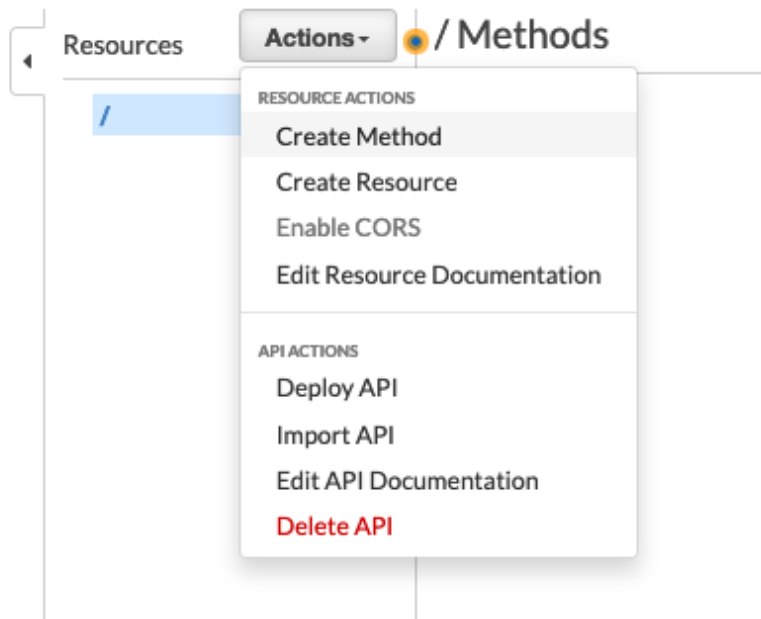 Resources
Actions
/ Methods
/
RESOURCE ACTIONS
Create Method
Create Resource
Enable CORS
Edit Resource Documentation
API ACTIONS
Deploy API
Import API
Edit API Documentation
Delete API